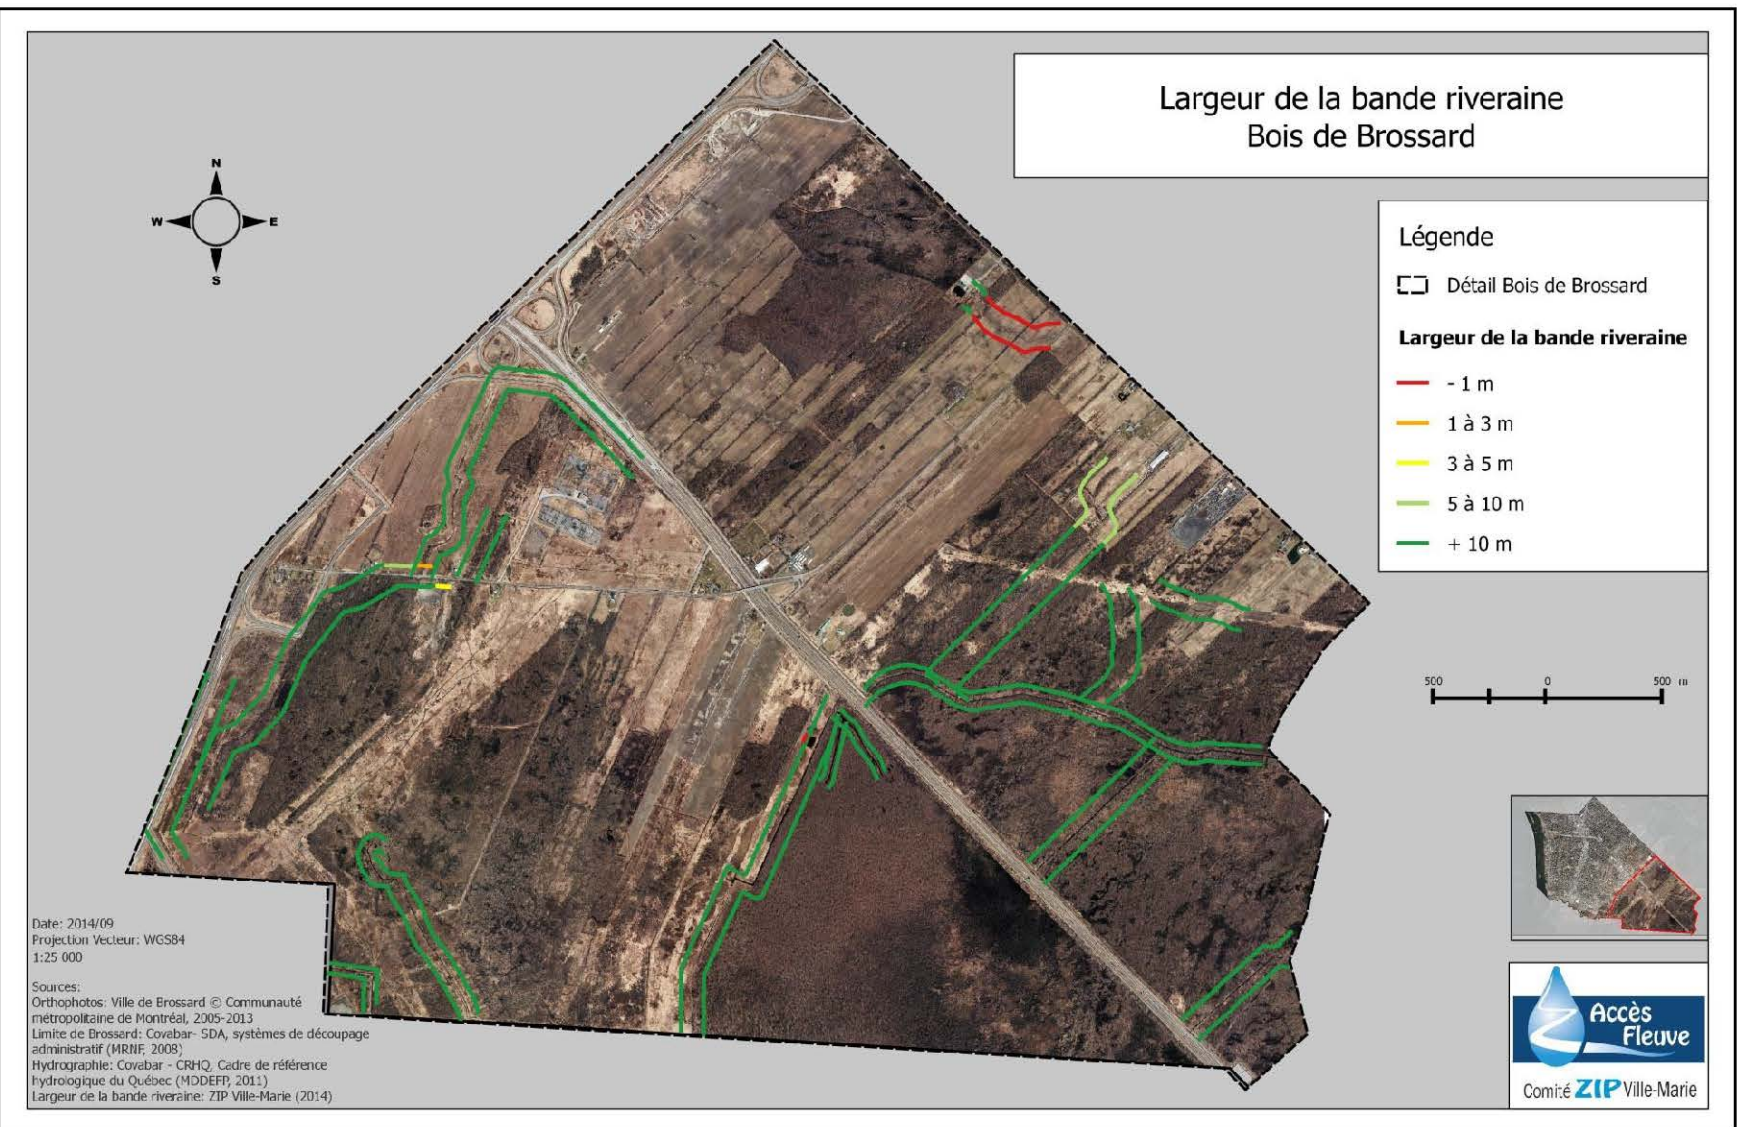 Largeur de la bande riveraine
Bois de Brossard
N
W
E
S
Légende
Détail Bois de Brossard
Largeur de la bande riveraine
- 1 m
1 à 3 m
3 à 5 m
5 à 10 m
+ 10 m
500 0 500 m
Date: 2014/09
Projection Vecteur: WGS84
1:25 000
Sources:
Orthophotos: Ville de Brossard © Communauté
métropolitaine de Montréal, 2005-2013
Limite de Brossard: Covabar- SDA, systèmes de découpage
administratif (MRNF, 2008)
Hydrographie: Covabar - CRHQ, Cadre de référence
hydrologique du Québec (MDDEFP, 2011)
Largeur de la bande riveraine: ZIP Ville-Marie (2014)
Accès
Fleuve
Comité ZIP Ville-Marie